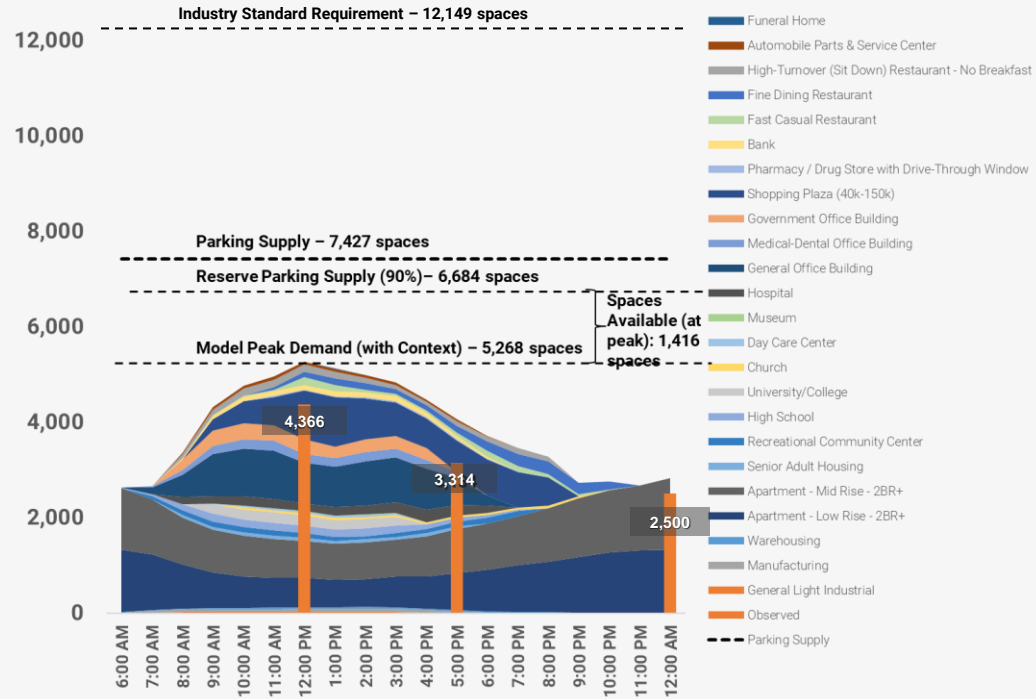 Industry Standard Requirement – 12,149 spaces
12,000
10,000
8,000
6,000
4,000
2,000
0
Parking Supply – 7,427 spaces
Reserve Parking Supply (90%)– 6,684 spaces
Spaces
Available (at
peak): 1,416
spaces
Model Peak Demand (with Context) – 5,268 spaces
4,366
3,314
2,500
6:00 AM
7:00 AM
8:00 AM
9:00 AM
10:00 AM
11:00 AM
12:00 PM
1:00 PM
2:00 PM
3:00 PM
4:00 PM
5:00 PM
6:00 PM
7:00 PM
8:00 PM
9:00 PM
10:00 PM
11:00 PM
12:00 AM
Funeral Home
Automobile Parts & Service Center
High-Turnover (Sit Down) Restaurant - No Breakfast
Fine Dining Restaurant
Fast Casual Restaurant
Bank
Pharmacy / Drug Store with Drive-Through Window
Shopping Plaza (40k-150k)
Government Office Building
Medical-Dental Office Building
General Office Building
Hospital
Museum
Day Care Center
Church
University/College
High School
Recreational Community Center
Senior Adult Housing
Apartment - Mid Rise - 2BR+
Apartment - Low Rise - 2BR+
Warehousing
Manufacturing
General Light Industrial
Observed
Parking Supply